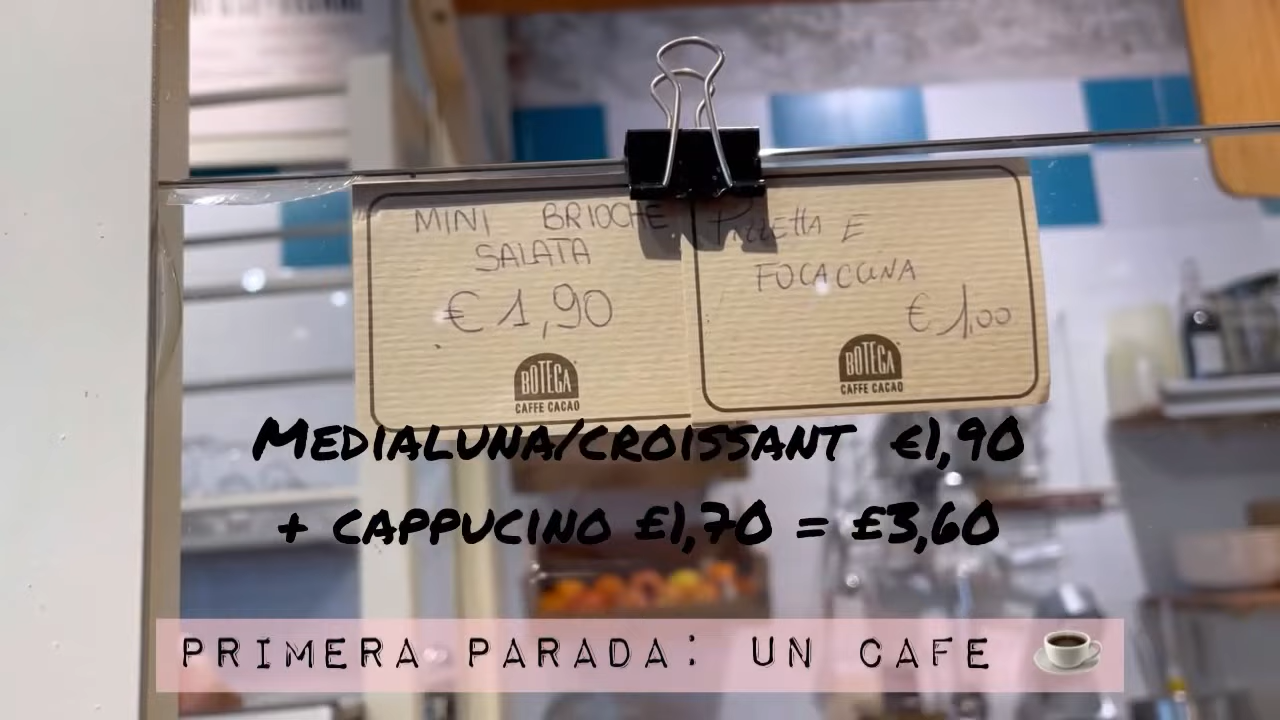 MINI BRIOCHE
SALATA
€ 1,90
BOTEGA
CAFFE CACAO
PIZZETTA E
FOCACCINA
€ 1,00
BOTEGA
CAFFE CACAO
MEDIALUNA/CROISSANT €1,90
+ CAPPUCINO £1,70 = £3,60
PRIMERA PARADA: UN CAFE